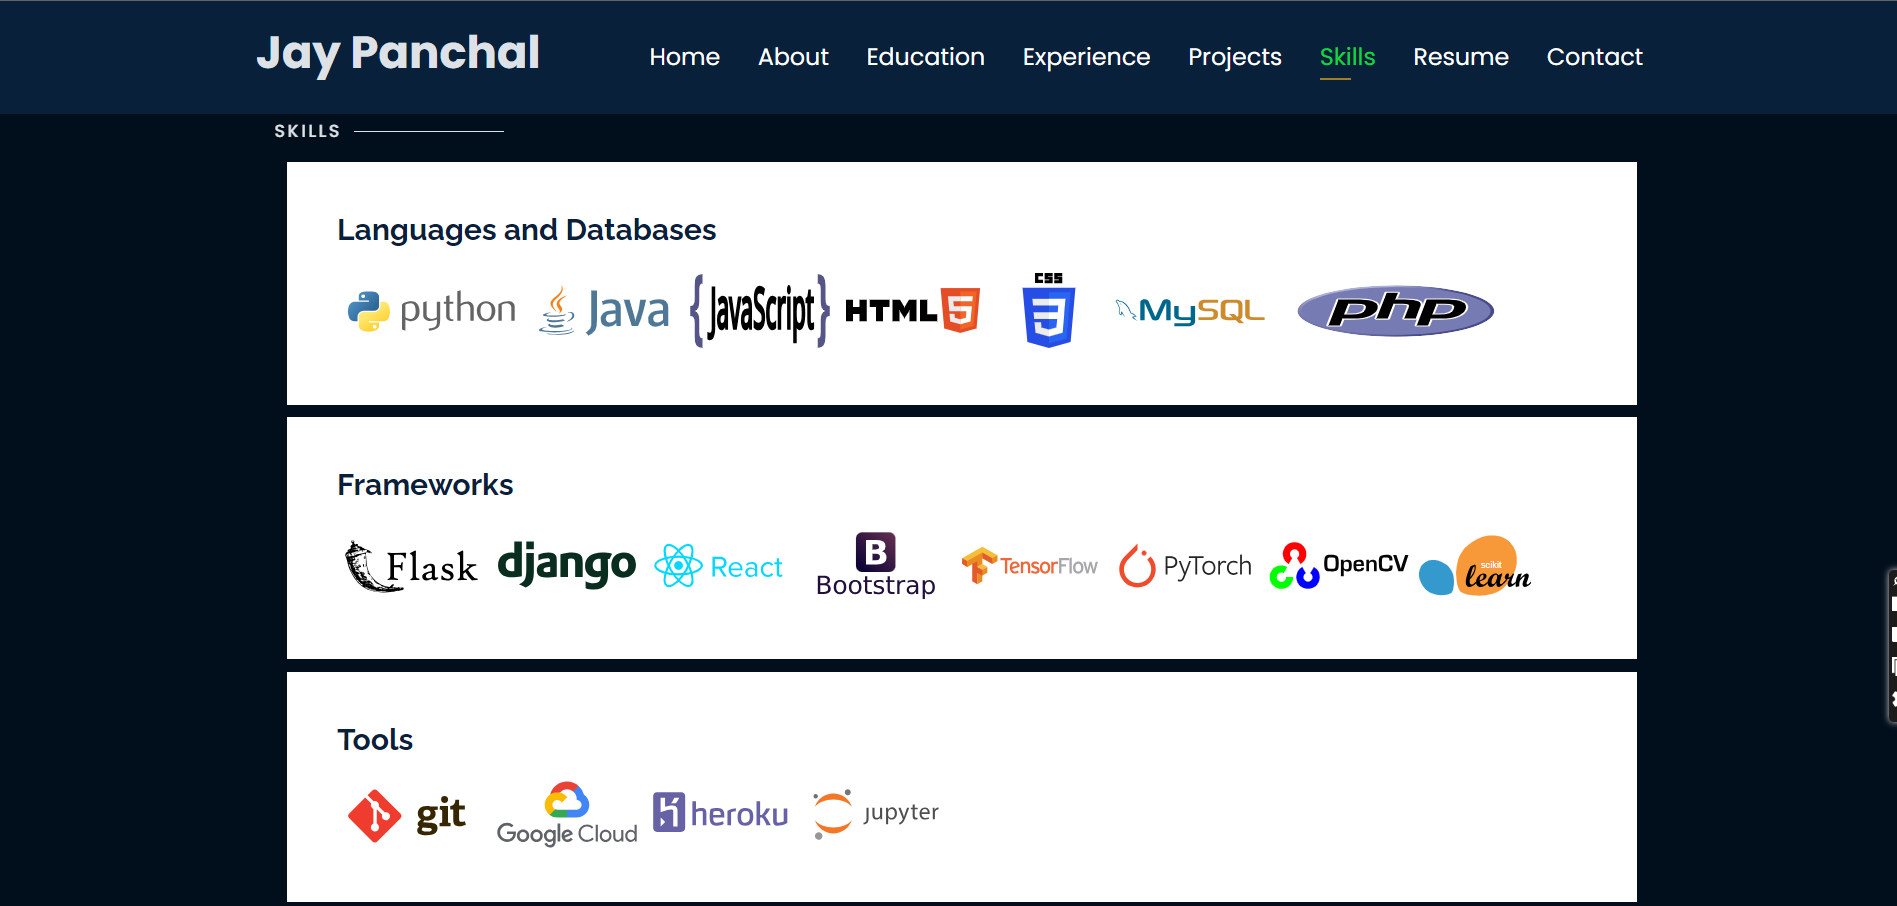 Jay Panchal
Home About Education Experience Projects Skills Resume Contact
SKILLS
Languages and Databases
python Java {JavaScript} HTML 5 CSS 3 MySQL php
Frameworks
Flask django React B Bootstrap TensorFlow PyTorch OpenCV scikit learn
Tools
git Google Cloud heroku jupyter